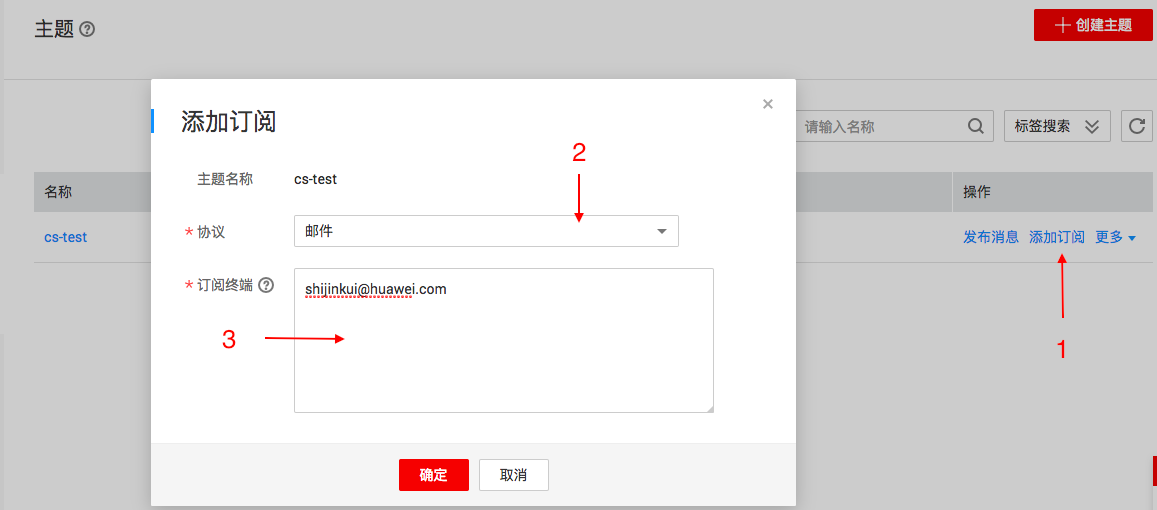 主题
创建主题
添加订阅
请输入名称
标签搜索
2
主题名称 cs-test
名称
操作
* 协议 邮件
cs-test
发布消息 添加订阅 更多
* 订阅终端
shijinkui@huawei.com
3
1
确定 取消